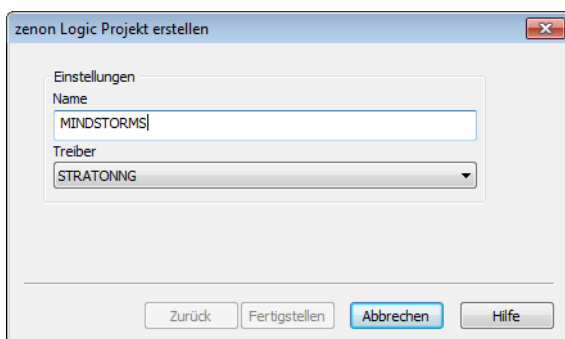 zenon Logic Projekt erstellen
Einstellungen
Name
MINDSTORMS
Treiber
STRATONNG
Zurück Fertigstellen Abbrechen Hilfe